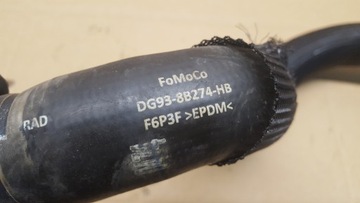 FoMoCo
DG93-8B274-HB
RAD
F6P3F >EPDM<